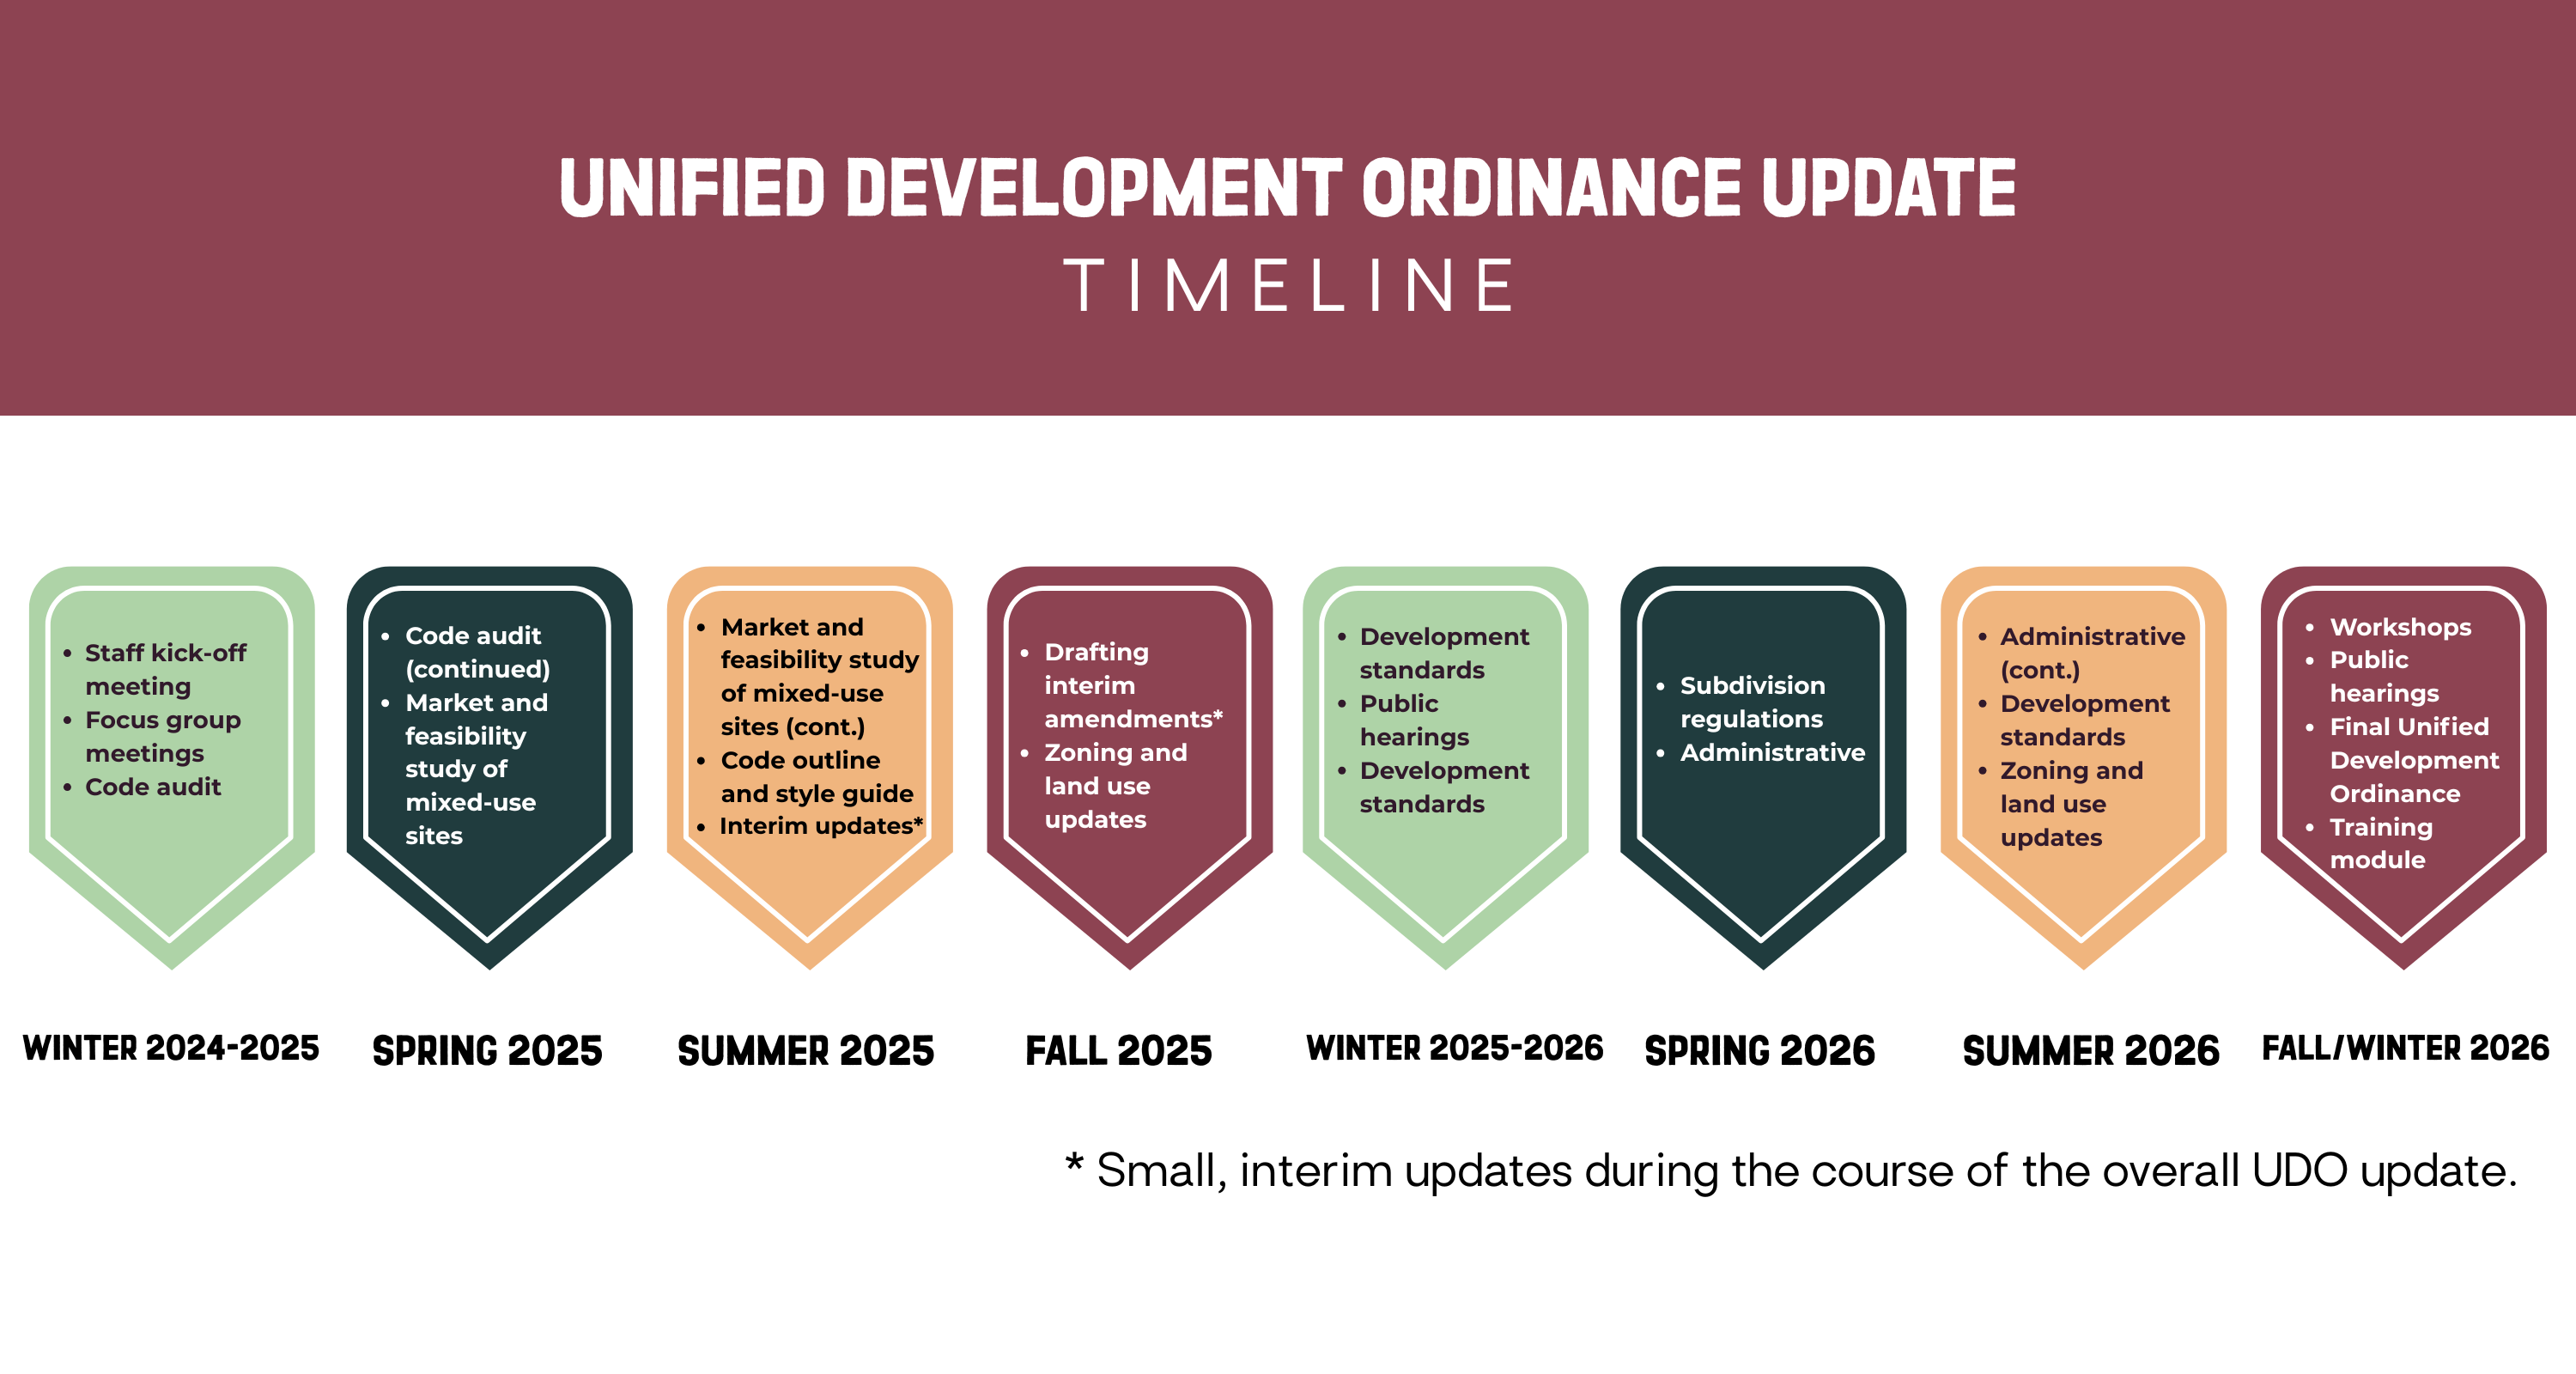 UNIFIED DEVELOPMENT ORDINANCE UPDATE
TIMELINE
• Staff kick-off
meeting
• Focus group
meetings
• Code audit
WINTER 2024-2025
• Code audit
(continued)
• Market and
feasibility
study of
mixed-use
sites
SPRING 2025
• Market and
feasibility study
of mixed-use
sites (cont.)
• Code outline
and style guide
• Interim updates*
SUMMER 2025
• Drafting
interim
amendments*
• Zoning and
land use
updates
FALL 2025
• Development
standards
• Public
hearings
• Development
standards
WINTER 2025-2026
• Subdivision
regulations
• Administrative
SPRING 2026
• Administrative
(cont.)
• Development
standards
• Zoning and
land use
updates
SUMMER 2026
• Workshops
• Public
hearings
• Final Unified
Development
Ordinance
• Training
module
FALL/WINTER 2026
* Small, interim updates during the course of the overall UDO update.